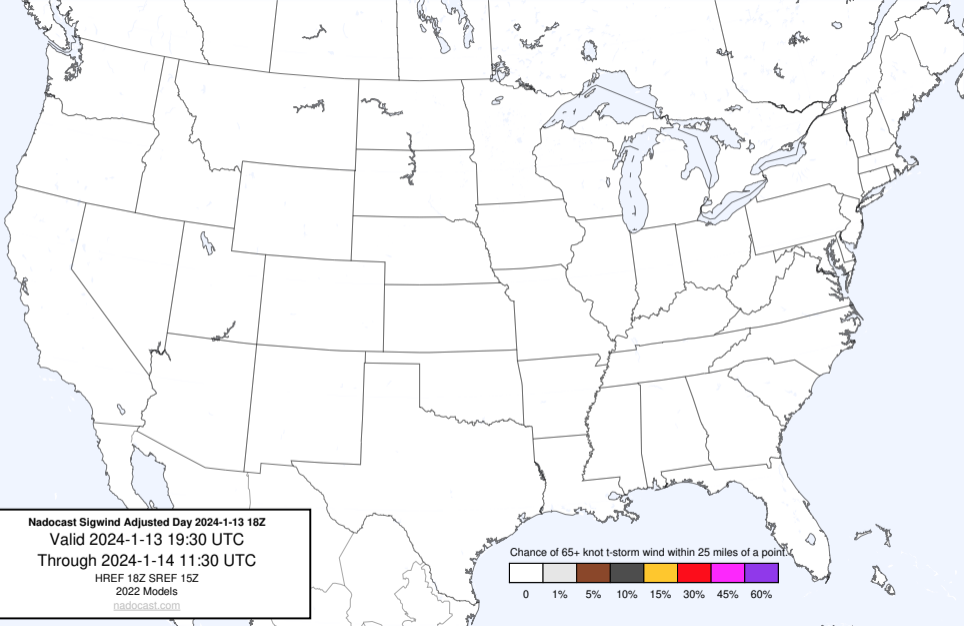 Nadocast Sigwind Adjusted Day 2024-1-13 18Z
Valid 2024-1-13 19:30 UTC
Through 2024-1-14 11:30 UTC
HREF 18Z SREF 15Z
2022 Models
nadocast.com
Chance of 65+ knot t-storm wind within 25 miles of a point.
0 1% 5% 10% 15% 30% 45% 60%